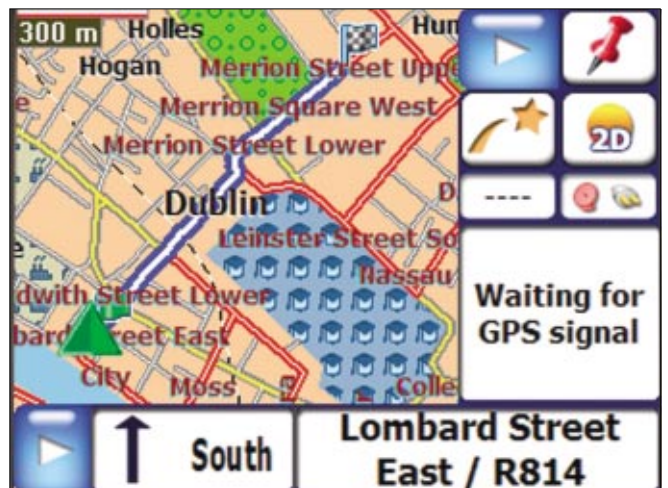 300 m
Holles
Hun
Hogan
Merrion Street Uppe
Merrion Square West
Merrion Street Lower
2D
----
Dublin
D
Leinster Street So
Nassau
dwith Street Lower
bard Street East
City
Moss
Colle
Waiting for
GPS signal
South
Lombard Street
East / R814